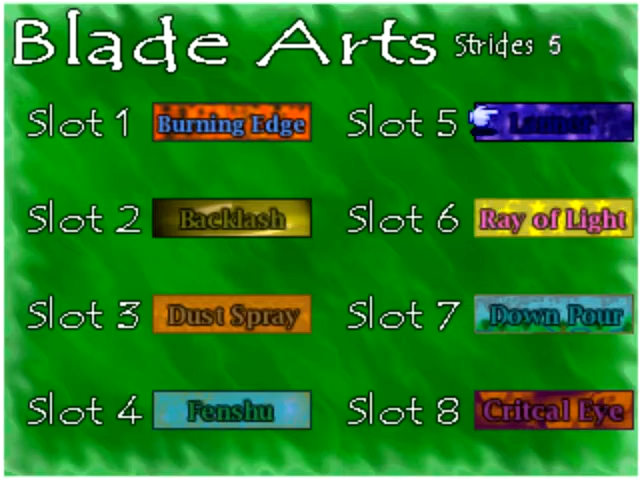 Blade Arts Strides 5
Slot 1 Burning Edge
Slot 5
Slot 2 Backlash
Slot 6 Ray of Light
Slot 3 Dust Spray
Slot 7 Down Pour
Slot 4 Fenshu
Slot 8 Critcal Eye